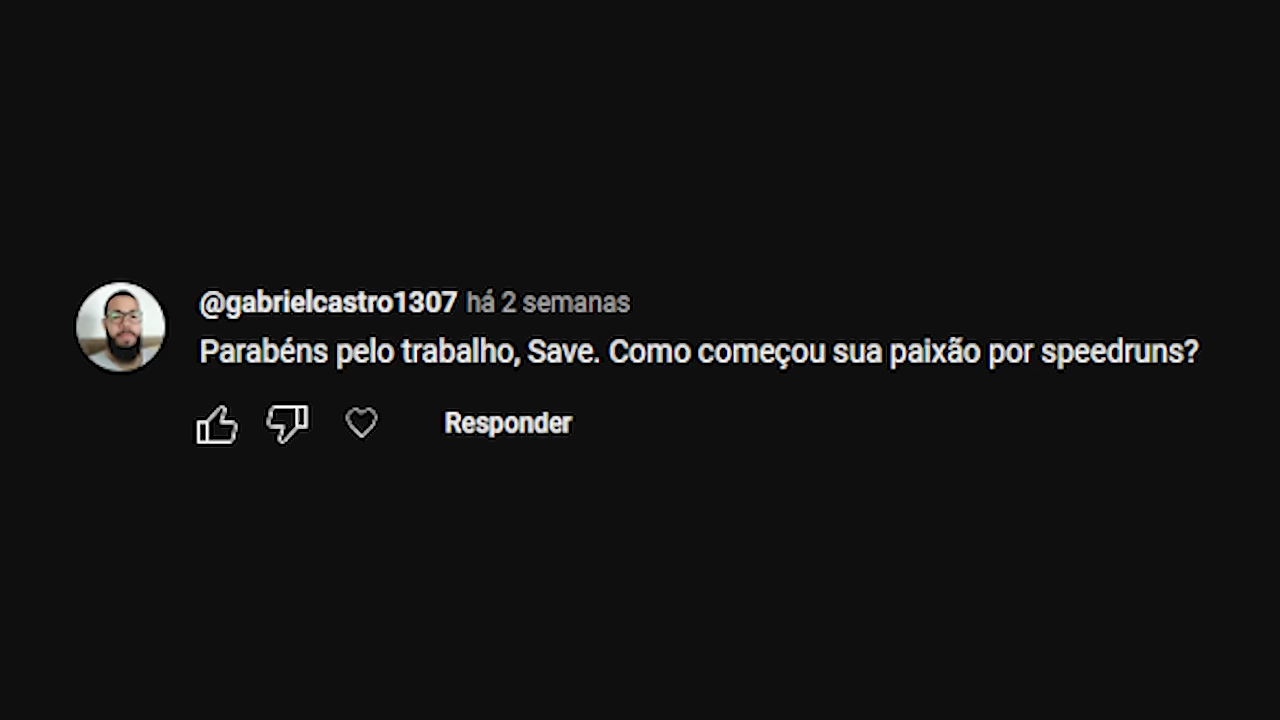 @gabrielcastro1307 há 2 semanas
Parabéns pelo trabalho, Save. Como começou sua paixão por speedruns?
Responder